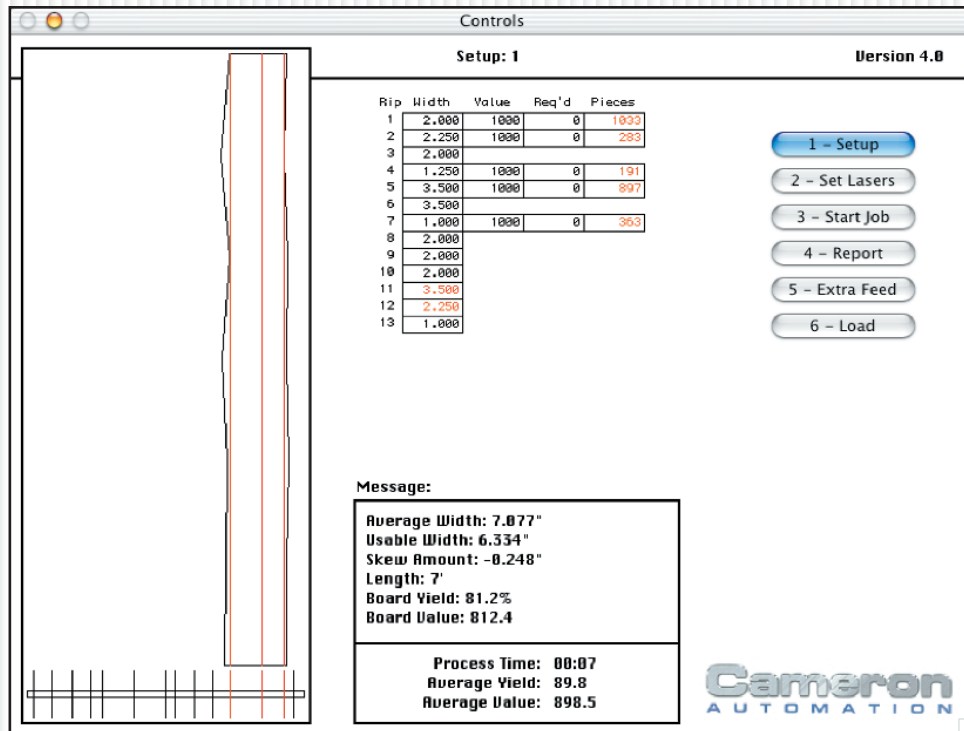 Controls
Setup: 1
Version 4.0
Rip Width Value Req'd Pieces
1 2.000 1000 0 1033
2 2.250 1000 0 283
3 2.000
4 1.250 1000 0 191
5 3.500 1000 0 897
6 3.500
7 1.000 1000 0 363
8 2.000
9 2.000
10 2.000
11 3.500
12 2.250
13 1.000
1 - Setup
2 - Set Lasers
3 - Start Job
4 - Report
5 - Extra Feed
6 - Load
Message:
Average Width: 7.077"
Usable Width: 6.334"
Skew Amount: -0.248"
Length: 7'
Board Yield: 81.2%
Board Value: 812.4
Process Time: 00:07
Average Yield: 89.8
Average Value: 898.5
Cameron
AUTOMATION